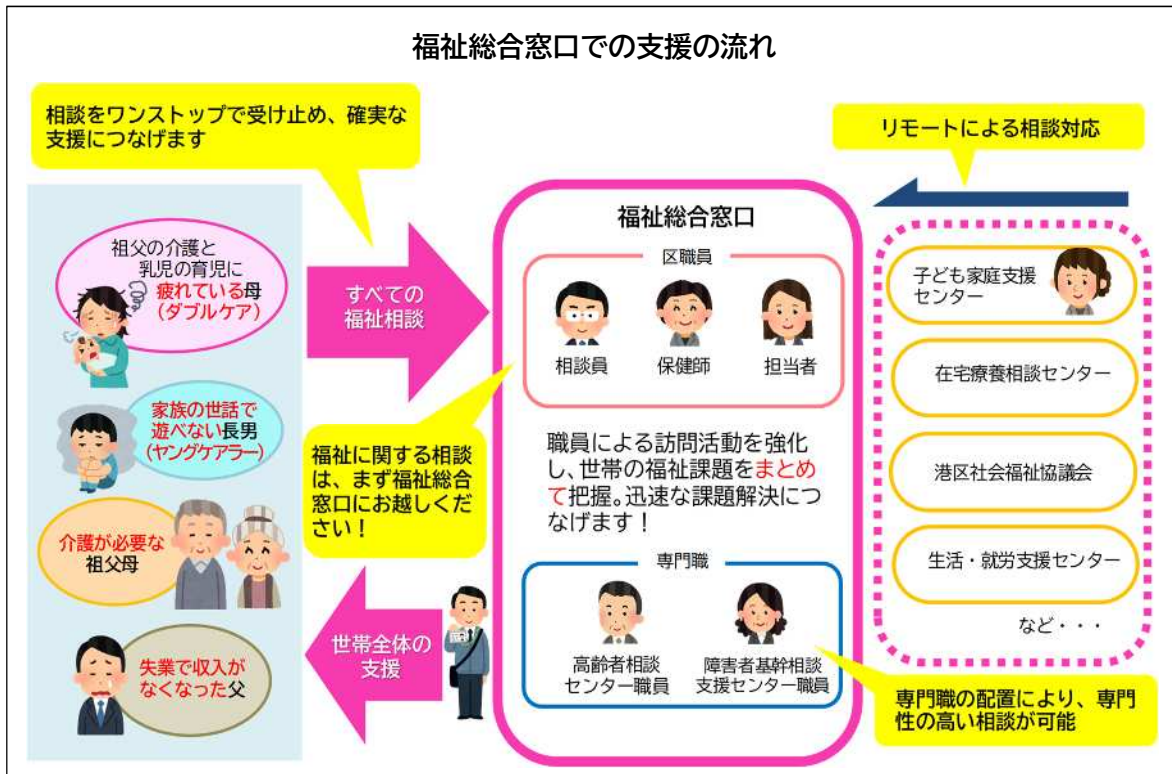 福祉総合窓口での支援の流れ
相談をワンストップで受け止め、確実な
支援につなげます
リモートによる相談対応
祖父の介護と
乳児の育児に
疲れている母
(ダブルケア)
家族の世話で
遊べない長男
(ヤングケアラー)
介護が必要な
祖父母
失業で収入が
なくなった父
すべての
福祉相談
福祉に関する相談
は、まず福祉総合
窓口にお越しくだ
さい！
世帯全体の
支援
福祉総合窓口
区職員
相談員
保健師
担当者
職員による訪問活動を強化
し、世帯の福祉課題をまとめ
て把握。迅速な課題解決につ
なげます！
専門職
高齢者相談
センター職員
障害者基幹相談
支援センター職員
子ども家庭支援
センター
在宅療養相談センター
港区社会福祉協議会
生活・就労支援センター
など・・・
専門職の配置により、専門
性の高い相談が可能